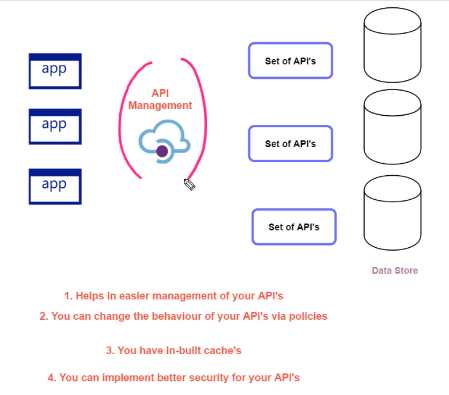 app
app
app
API
Management
Set of API's
Set of API's
Set of API's
Data Store
1. Helps in easier management of your API's
2. You can change the behaviour of your API's via policies
3. You have in-built cache's
4. You can implement better security for your API's